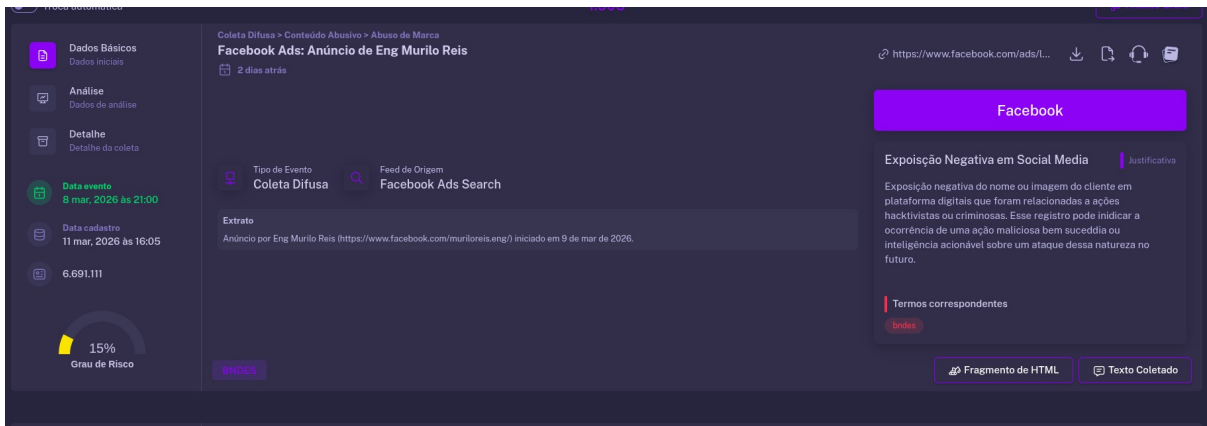 Troca automática
Dados Básicos
Dados iniciais
Análise
Dados de análise
Detalhe
Detalhe da coleta
Data evento
8 mar, 2026 às 21:00
Data cadastro
11 mar, 2026 às 16:05
6.691.111
15%
Grau de Risco
Coleta Difusa > Conteúdo Abusivo > Abuso de Marca
Facebook Ads: Anúncio de Eng Murilo Reis
2 dias atrás
Tipo de Evento
Coleta Difusa
Feed de Origem
Facebook Ads Search
Extrato
Anúncio por Eng Murilo Reis (https://www.facebook.com/muriloreis.eng/) iniciado em 9 de mar de 2026.
BNDES
https://www.facebook.com/ads/l...
Facebook
Expoisção Negativa em Social Media
Justificativa
Exposição negativa do nome ou imagem do cliente em
plataforma digitais que foram relacionadas a ações
hacktivistas ou criminosas. Esse registro pode inidicar a
ocorrência de uma ação maliciosa bem suceddia ou
inteligência acionável sobre um ataque dessa natureza no
futuro.
Termos correspondentes
bndes
Fragmento de HTML
Texto Coletado